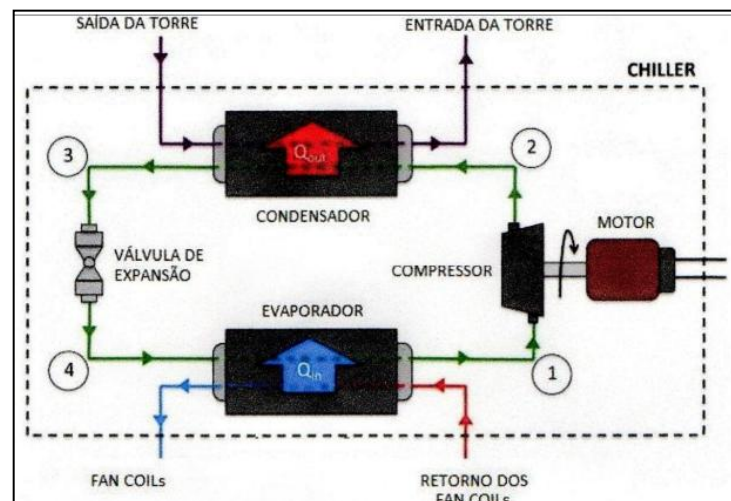 SAÍDA DA TORRE
ENTRADA DA TORRE
CHILLER
3
Qout
2
CONDENSADOR
MOTOR
VÁLVULA DE
EXPANSÃO
COMPRESSOR
EVAPORADOR
4
Qin
1
FAN COILs
RETORNO DOS
FAN COILs